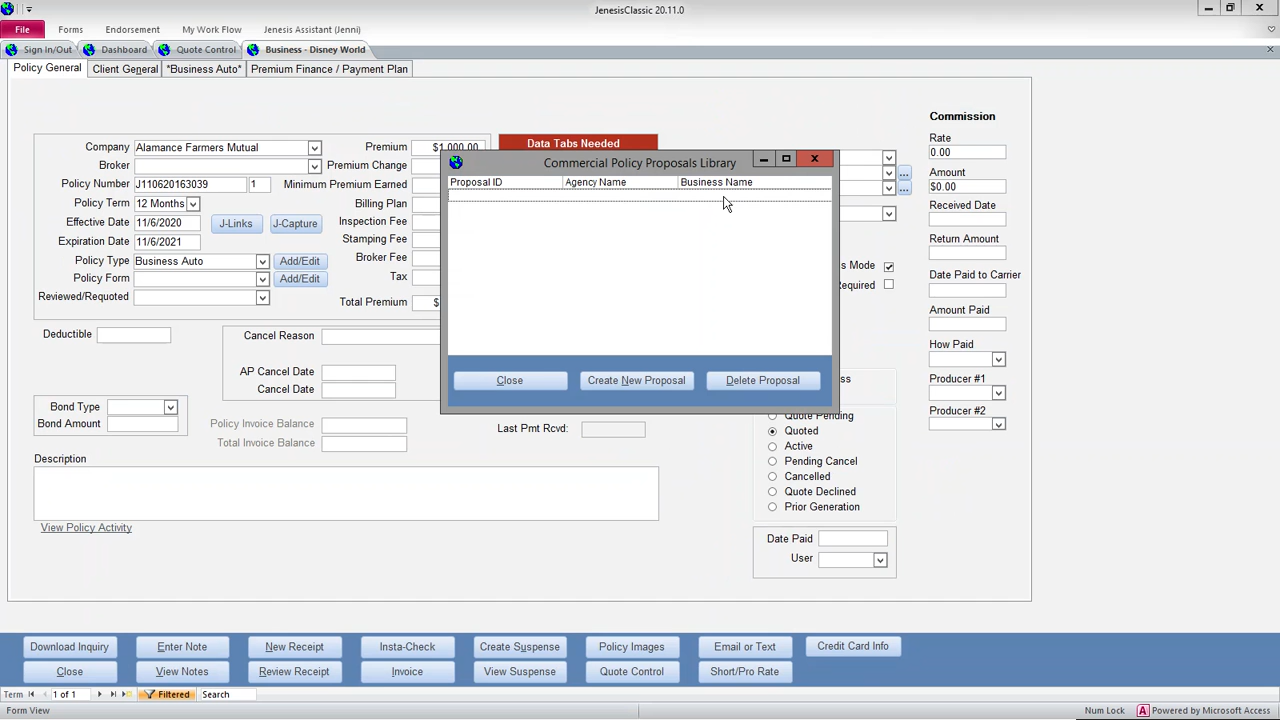 JenesisClassic 20.11.0
File Forms Endorsement My Work Flow Jenesis Assistant (Jenni)
Sign In/Out Dashboard Quote Control Business - Disney World
Policy General Client General *Business Auto* Premium Finance / Payment Plan
Company Alamance Farmers Mutual
Broker
Policy Number J110620163039 1
Policy Term 12 Months
Effective Date 11/6/2020 J-Links J-Capture
Expiration Date 11/6/2021
Policy Type Business Auto Add/Edit
Policy Form Add/Edit
Reviewed/Requoted
Premium $1,000.00
Premium Change
Minimum Premium Earned
Billing Plan
Inspection Fee
Stamping Fee
Broker Fee
Tax
Total Premium $
Data Tabs Needed
Commercial Policy Proposals Library
Proposal ID Agency Name Business Name
Close Create New Proposal Delete Proposal
s Mode
equired
Commission
Rate
0.00
Amount
$0.00
Received Date
Return Amount
Date Paid to Carrier
Amount Paid
How Paid
Producer #1
Producer #2
Deductible
Cancel Reason
AP Cancel Date
Cancel Date
Bond Type
Bond Amount
Policy Invoice Balance
Total Invoice Balance
Last Pmt Rcvd:
ss
Quote Pending
Quoted
Active
Pending Cancel
Cancelled
Quote Declined
Prior Generation
Date Paid
User
Description
View Policy Activity
Download Inquiry Enter Note New Receipt Insta-Check Create Suspense Policy Images Email or Text Credit Card Info
Close View Notes Review Receipt Invoice View Suspense Quote Control Short/Pro Rate
Term 1 of 1 Filtered Search
Form View Num Lock Powered by Microsoft Access